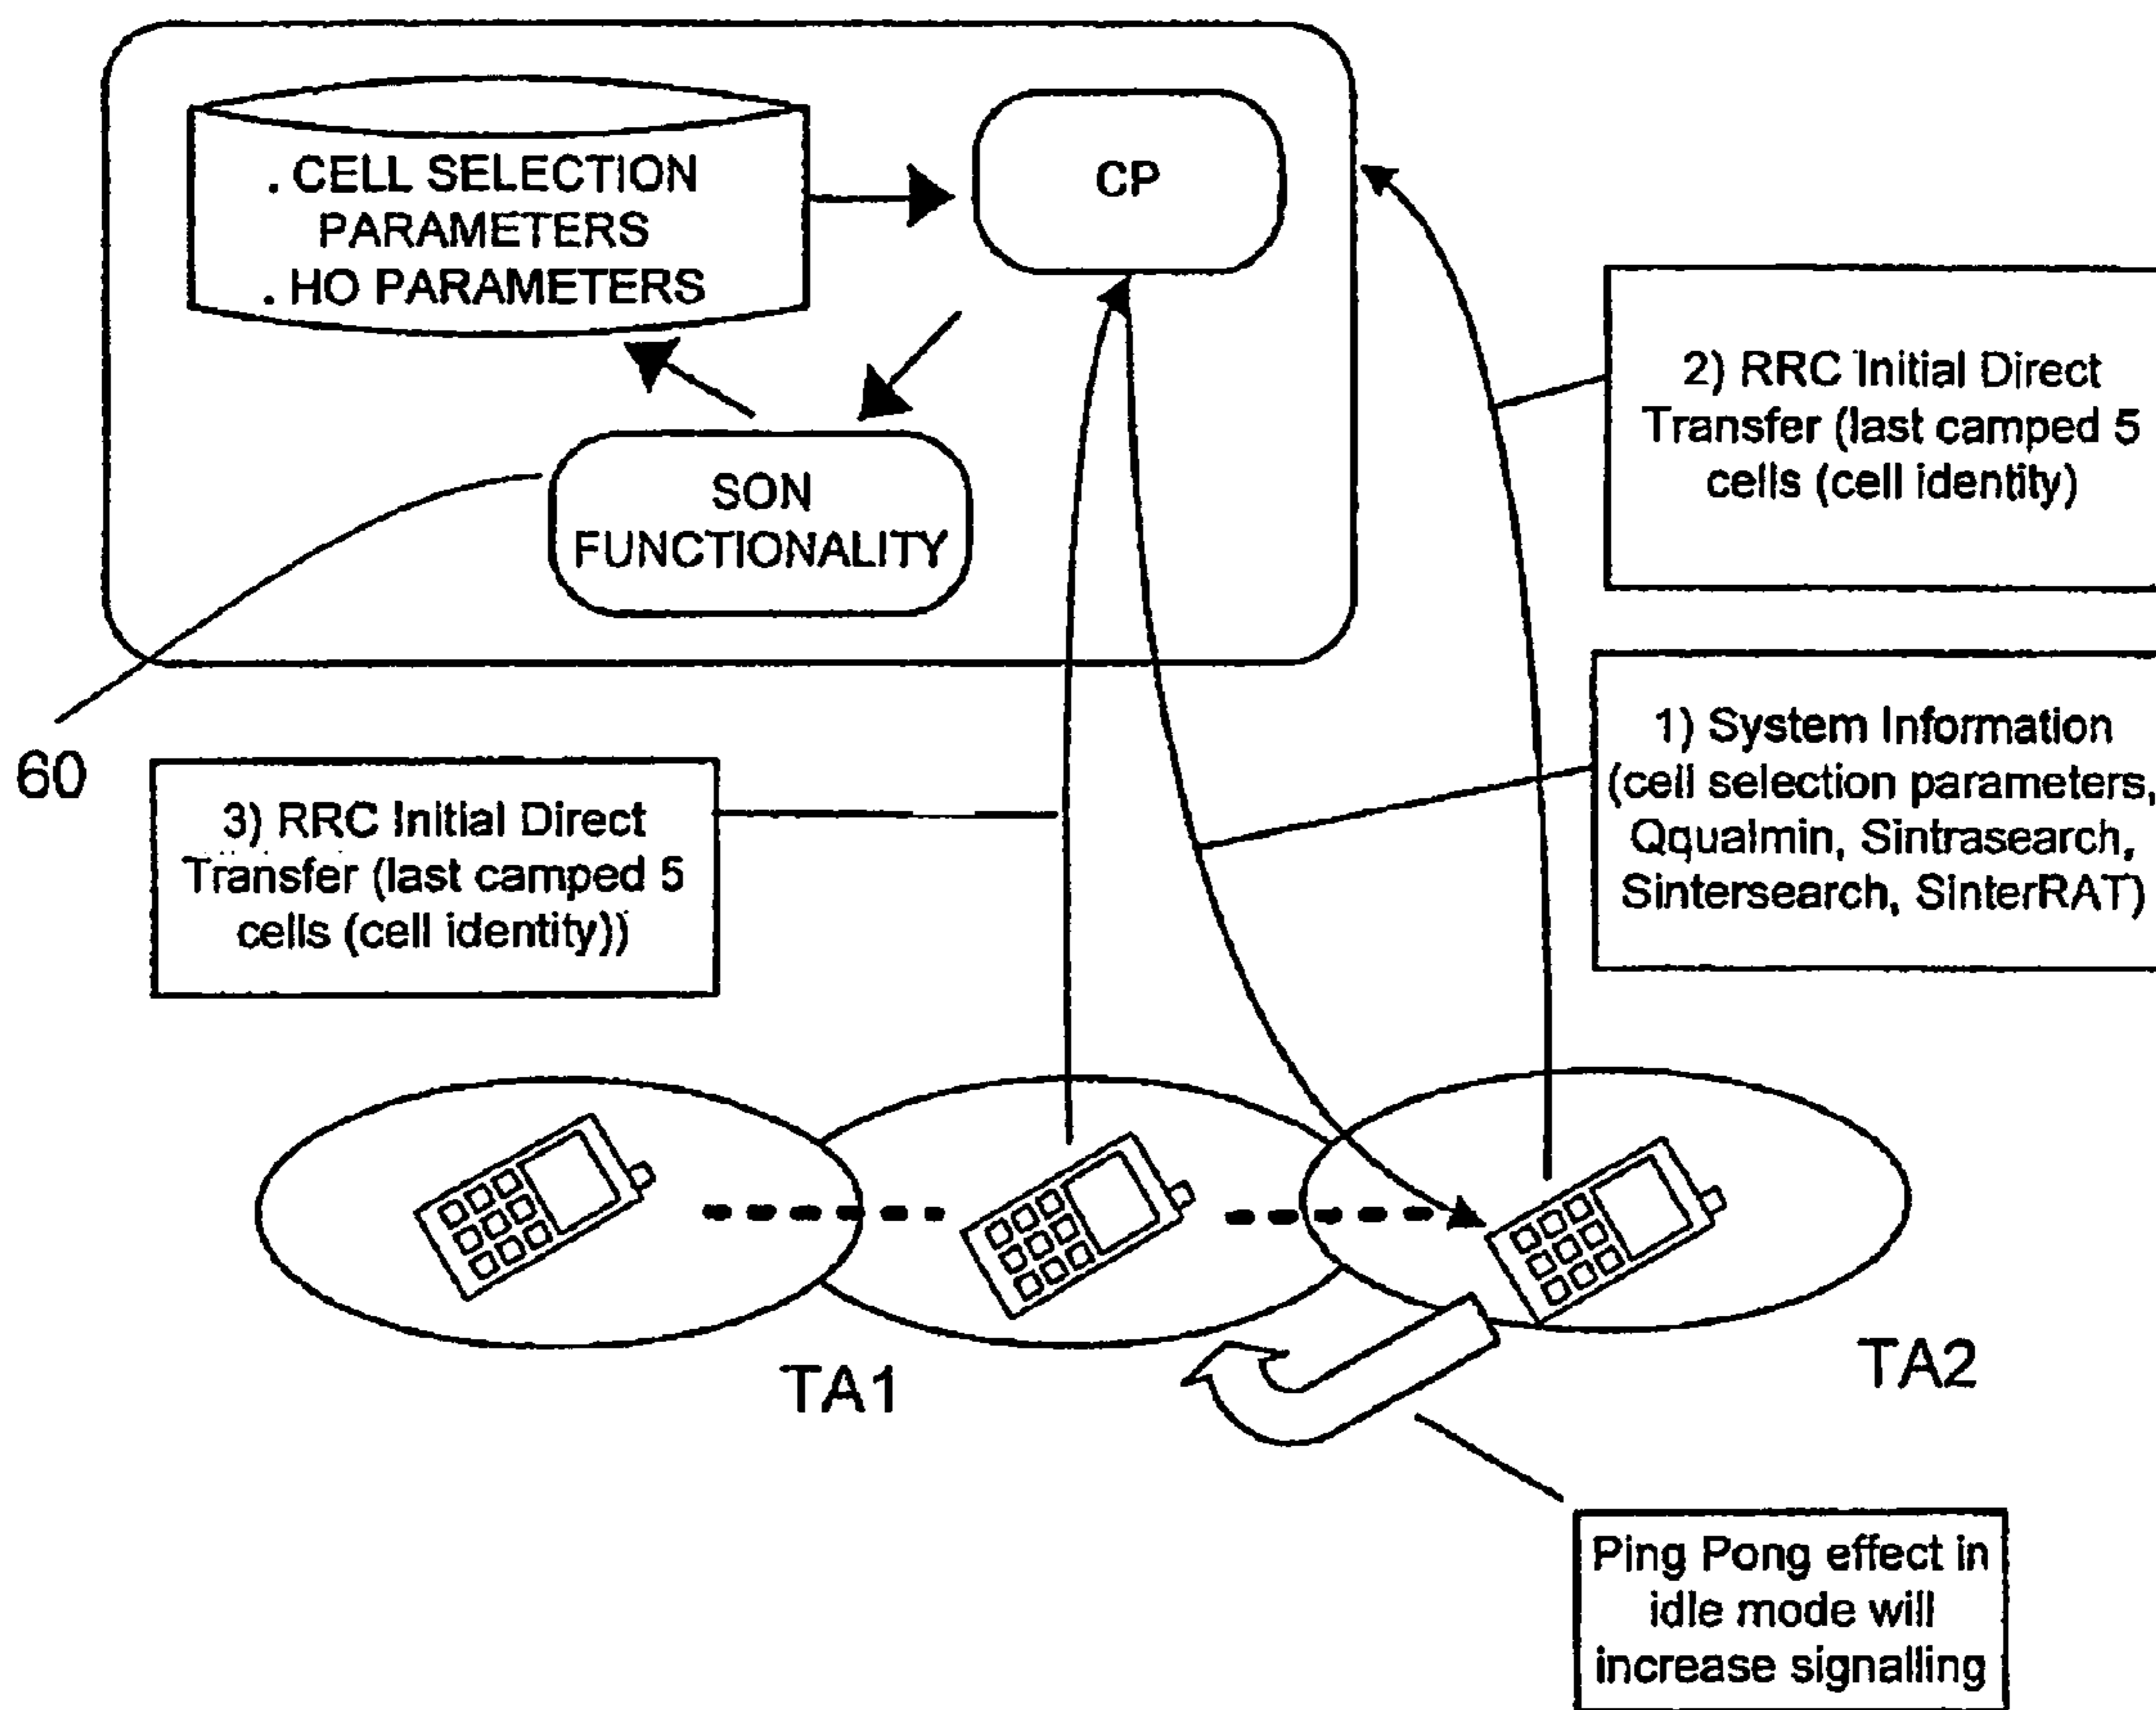 . CELL SELECTION
PARAMETERS
. HO PARAMETERS
CP
SON
FUNCTIONALITY
60
2) RRC Initial Direct
Transfer (last camped 5
cells (cell identity)
1) System Information
(cell selection parameters,
Qqualmin, Sintrasearch,
Sintersearch, SinterRAT)
3) RRC Initial Direct
Transfer (last camped 5
cells (cell identity))
TA1
TA2
Ping Pong effect in
idle mode will
increase signalling